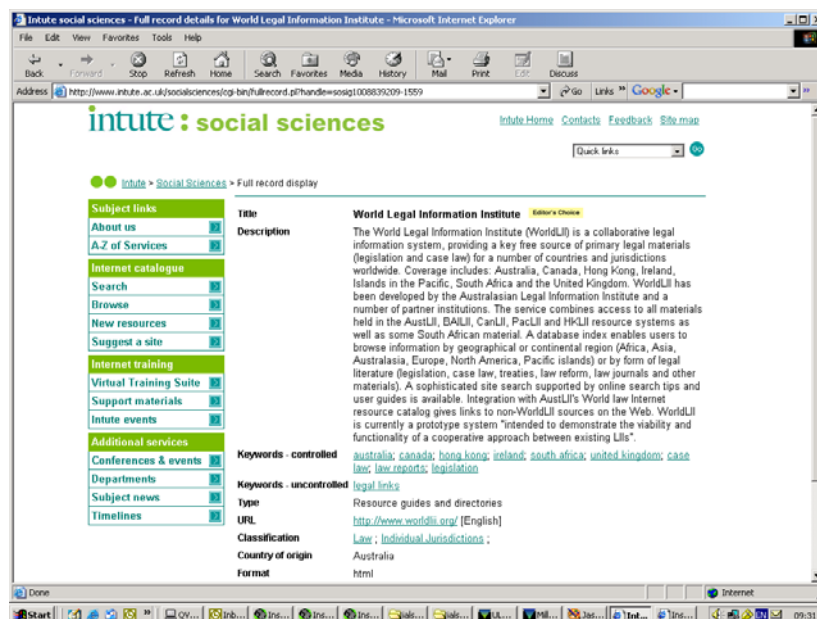 Intute social sciences - Full record details for World Legal Information Institute - Microsoft Internet Explorer
File Edit View Favorites Tools Help
Back Forward Stop Refresh Home Search Favorites Media History Mail Print Edit Discuss
Address http://www.intute.ac.uk/socialsciences/cgi-bin/fullrecord.pl?handle=sosig1008839209-1559 Go Links » Google -
intute : social sciences
Intute Home Contacts Feedback Site map
Quick links Go
Intute > Social Sciences > Full record display
Subject links
About us
A-Z of Services
Internet catalogue
Search
Browse
New resources
Suggest a site
Internet training
Virtual Training Suite
Support materials
Intute events
Additional services
Conferences & events
Departments
Subject news
Timelines
Title World Legal Information Institute Editor's Choice
Description The World Legal Information Institute (WorldLII) is a collaborative legal
information system, providing a key free source of primary legal materials
(legislation and case law) for a number of countries and jurisdictions
worldwide. Coverage includes: Australia, Canada, Hong Kong, Ireland,
Islands in the Pacific, South Africa and the United Kingdom. WorldLII has
been developed by the Australasian Legal Information Institute and a
number of partner institutions. The service combines access to all materials
held in the AustLII, BAILII, CanLII, PacLII and HKLII resource systems as
well as some South African material. A database index enables users to
browse information by geographical or continental region (Africa, Asia,
Australasia, Europe, North America, Pacific islands) or by form of legal
literature (legislation, case law, treaties, law reform, law journals and other
materials). A sophisticated site search supported by online search tips and
user guides is available. Integration with AustLII's World law Internet
resource catalog gives links to non-WorldLII sources on the Web. WorldLII
is currently a prototype system "intended to demonstrate the viability and
functionality of a cooperative approach between existing LIIs".
Keywords - controlled australia; canada; hong kong; ireland; south africa; united kingdom; case
law; law reports; legislation
Keywords - uncontrolled legal links
Type Resource guides and directories
URL http://www.worldlii.org/ [English]
Classification Law ; Individual Jurisdictions ;
Country of origin Australia
Format html
Done Internet
Start » QV... Inb... Ins... Ins... Ins... ials... ials... UL... Mil... Jas... Int... Ins... EN 09:31